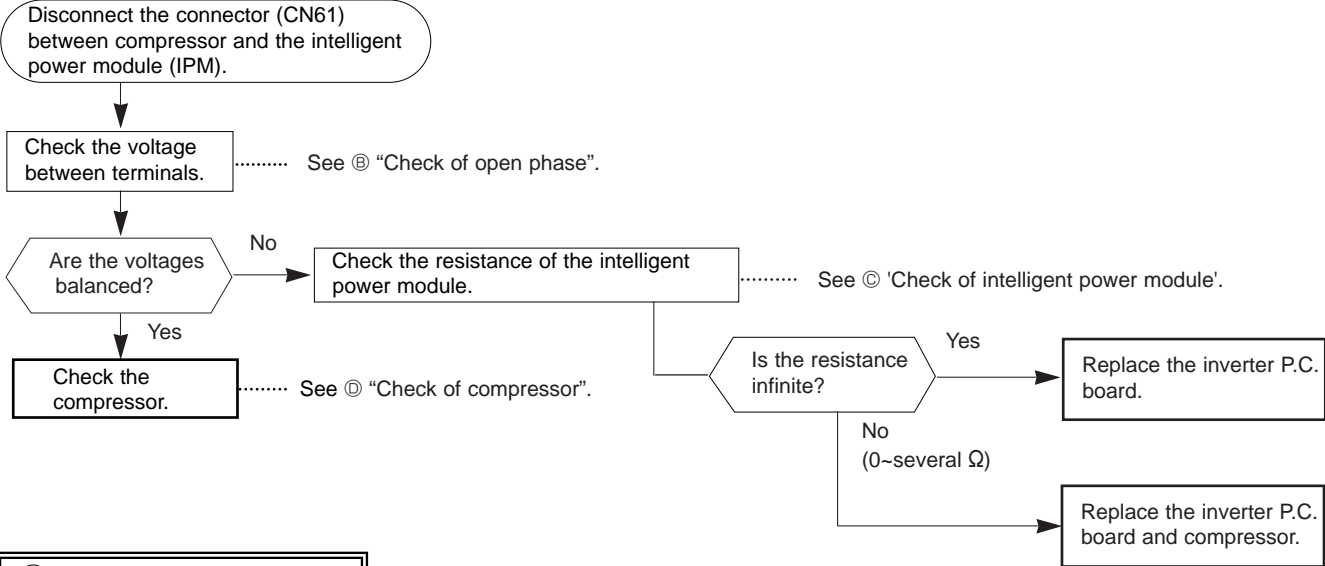 Disconnect the connector (CN61)
between compressor and the intelligent
power module (IPM).
Check the voltage
between terminals.
See Ⓑ “Check of open phase”.
Are the voltages
balanced?
No
Check the resistance of the intelligent
power module.
See Ⓒ 'Check of intelligent power module'.
Yes
Check the
compressor.
See Ⓓ “Check of compressor”.
Is the resistance
infinite?
Yes
Replace the inverter P.C.
board.
No
(0~several Ω)
Replace the inverter P.C.
board and compressor.